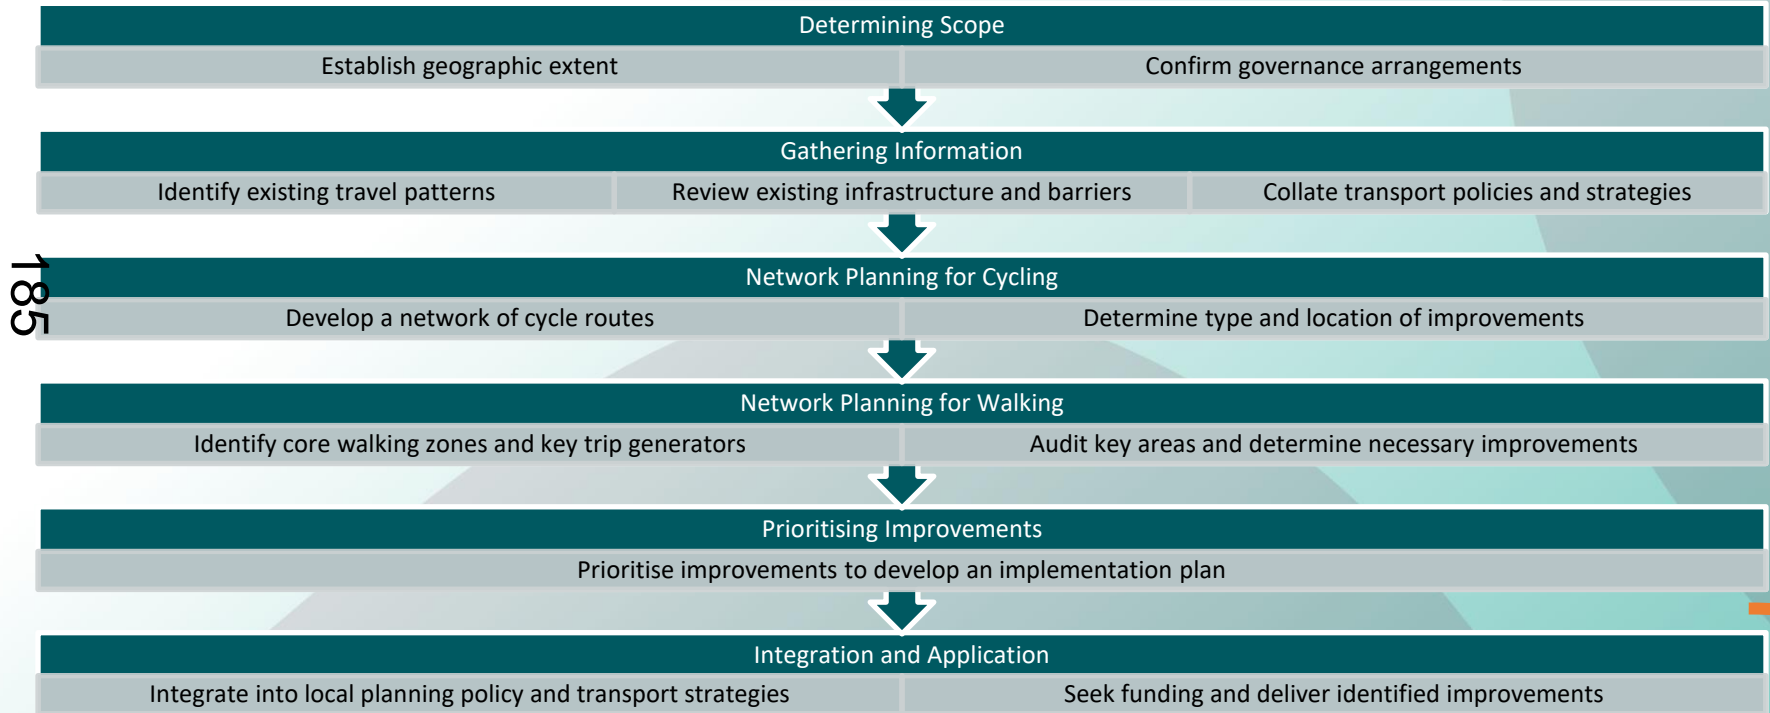 Determining Scope
Establish geographic extent
Confirm governance arrangements
Gathering Information
Identify existing travel patterns
Review existing infrastructure and barriers
Collate transport policies and strategies
185
Network Planning for Cycling
Develop a network of cycle routes
Determine type and location of improvements
Network Planning for Walking
Identify core walking zones and key trip generators
Audit key areas and determine necessary improvements
Prioritising Improvements
Prioritise improvements to develop an implementation plan
Integration and Application
Integrate into local planning policy and transport strategies
Seek funding and deliver identified improvements